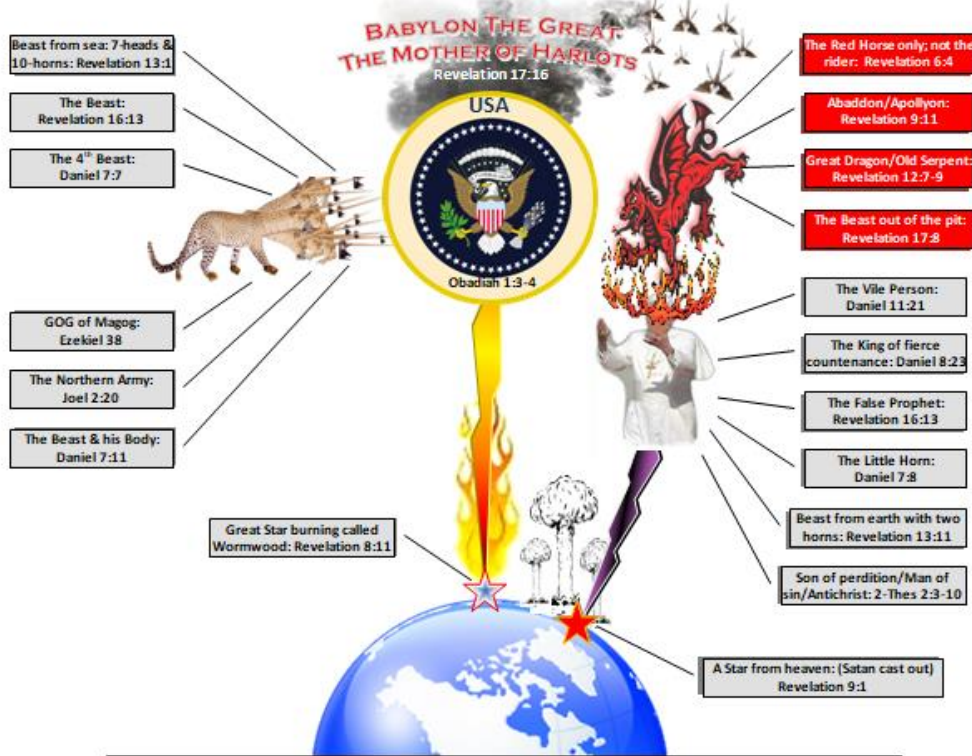 BABYLON THE GREAT
THE MOTHER OF HARLOTS
Revelation 17:16
USA
Obadiah 1:3-4
Beast from sea: 7-heads &
10-horns: Revelation 13:1
The Beast:
Revelation 16:13
The 4th Beast:
Daniel 7:7
GOG of Magog:
Ezekiel 38
The Northern Army:
Joel 2:20
The Beast & his Body:
Daniel 7:11
The Red Horse only; not the
rider: Revelation 6:4
Abaddon/Apollyon:
Revelation 9:11
Great Dragon/Old Serpent:
Revelation 12:7-9
The Beast out of the pit:
Revelation 17:8
The Vile Person:
Daniel 11:21
The King of fierce
countenance: Daniel 8:23
The False Prophet:
Revelation 16:13
The Little Horn:
Daniel 7:8
Beast from earth with two
horns: Revelation 13:11
Son of perdition/Man of
sin/Antichrist: 2-Thes 2:3-10
Great Star burning called
Wormwood: Revelation 8:11
A Star from heaven: (Satan cast out)
Revelation 9:1